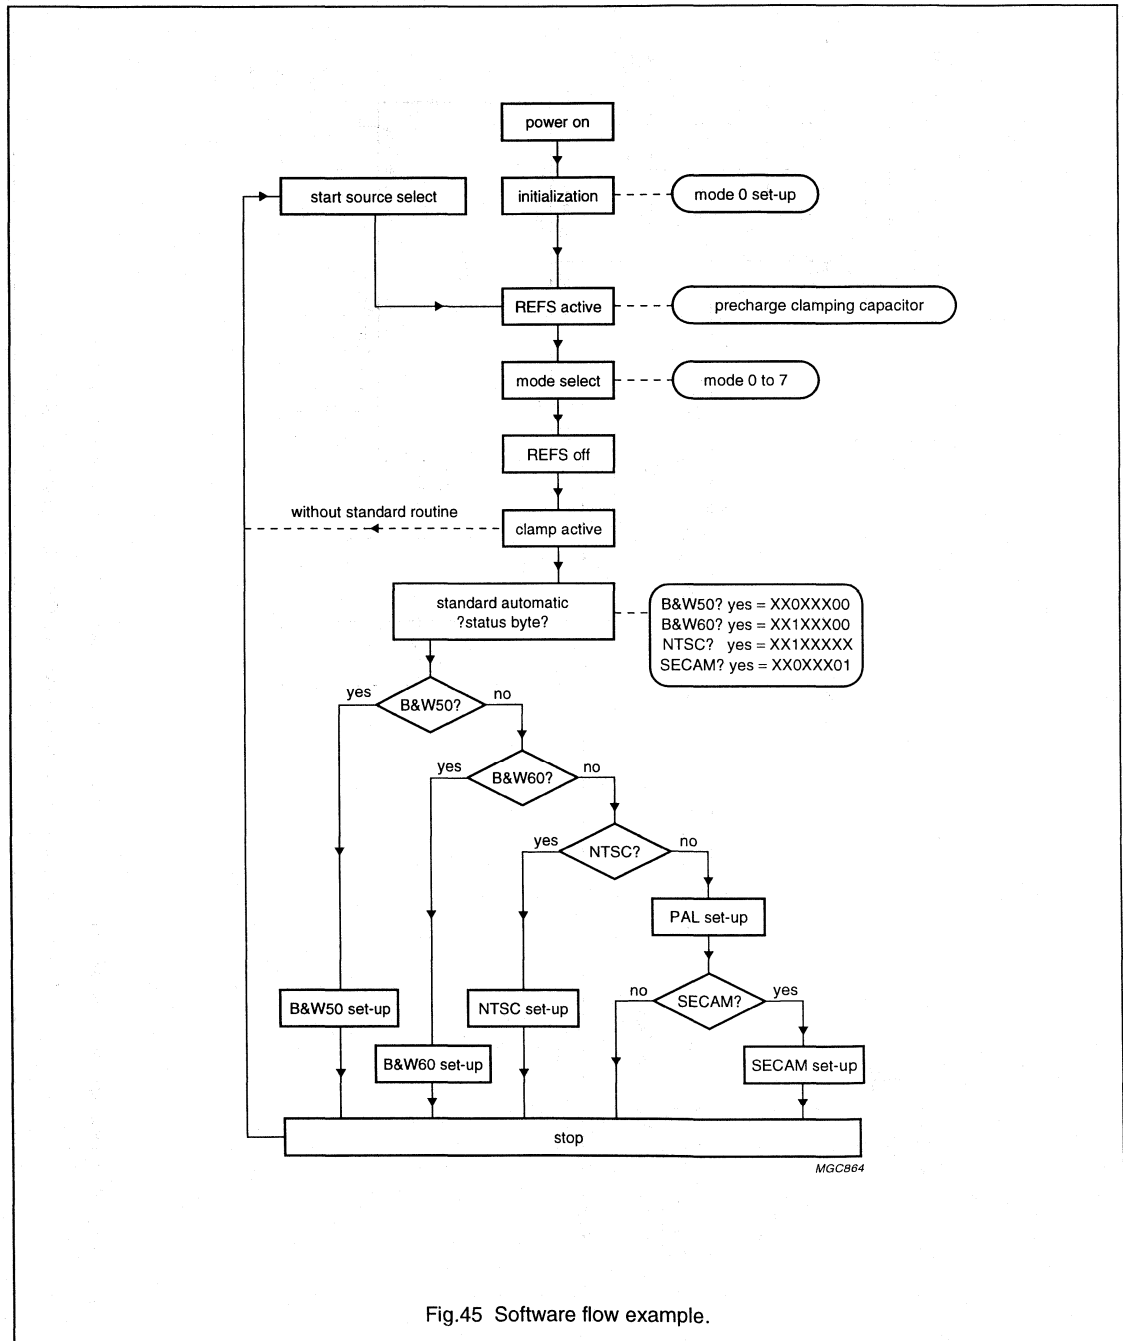 power on
start source select
initialization
mode 0 set-up
REFS active
precharge clamping capacitor
mode select
mode 0 to 7
REFS off
without standard routine
clamp active
standard automatic
?status byte?
B&W50? yes = XX0XXX00
B&W60? yes = XX1XXX00
NTSC? yes = XX1XXXXX
SECAM? yes = XX0XXX01
yes
B&W50?
no
yes
B&W60?
no
yes
NTSC?
no
PAL set-up
no
SECAM?
yes
B&W50 set-up
NTSC set-up
B&W60 set-up
SECAM set-up
stop
MGC864
Fig.45 Software flow example.